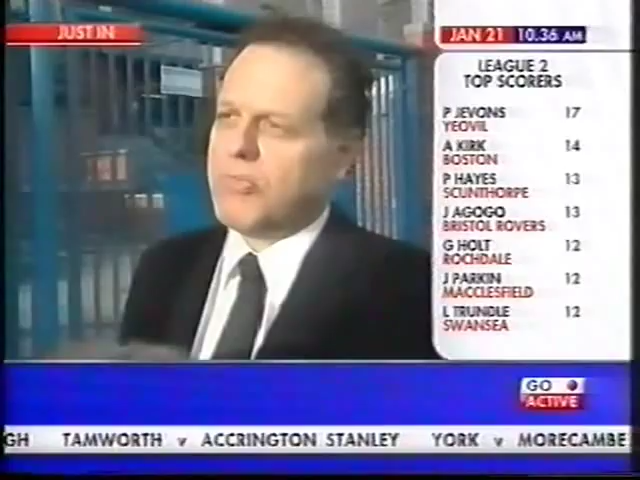 JUST IN
JAN 21 10.36 AM
LEAGUE 2
TOP SCORERS
P JEVONS 17
YEOVIL
A KIRK 14
BOSTON
P HAYES 13
SCUNTHORPE
J AGOGO 13
BRISTOL ROVERS
G HOLT 12
ROCHDALE
J PARKIN 12
MACCLESFIELD
L TRUNDLE 12
SWANSEA
GO
ACTIVE
GH TAMWORTH v ACCRINGTON STANLEY YORK v MORECAMBE